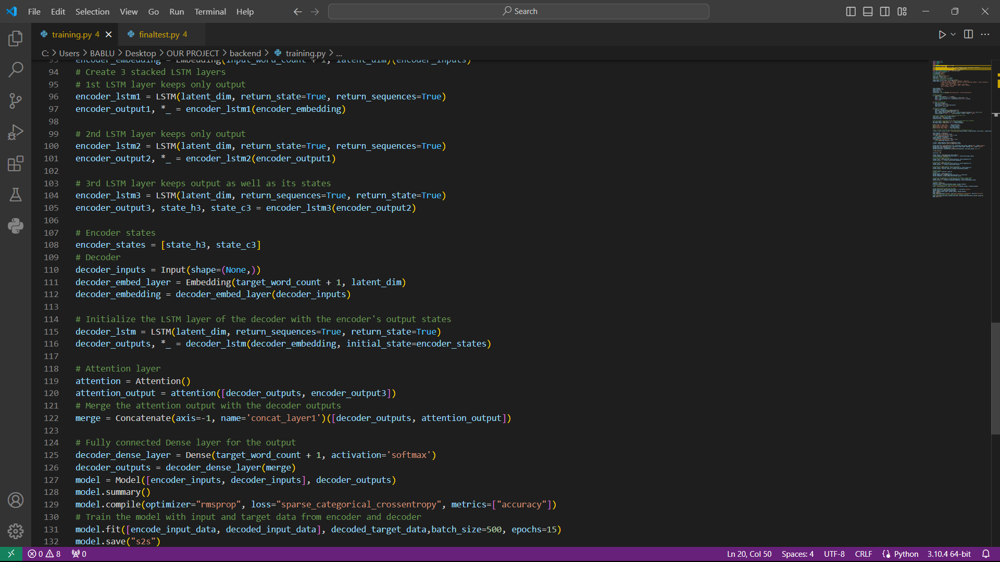 File Edit Selection View Go Run Terminal Help Search
training.py 4 finaltest.py 4
C: Users BABLU Desktop OUR PROJECT backend training.py ...
93 encoder_embedding = Embedding(input_word_count + 1, latent_dim)(encoder_inputs)
94 # Create 3 stacked LSTM layers
95 # 1st LSTM layer keeps only output
96 encoder_lstm1 = LSTM(latent_dim, return_state=True, return_sequences=True)
97 encoder_output1, *_ = encoder_lstm1(encoder_embedding)
98
99 # 2nd LSTM layer keeps only output
100 encoder_lstm2 = LSTM(latent_dim, return_state=True, return_sequences=True)
101 encoder_output2, *_ = encoder_lstm2(encoder_output1)
102
103 # 3rd LSTM layer keeps output as well as its states
104 encoder_lstm3 = LSTM(latent_dim, return_sequences=True, return_state=True)
105 encoder_output3, state_h3, state_c3 = encoder_lstm3(encoder_output2)
106
107 # Encoder states
108 encoder_states = [state_h3, state_c3]
109 # Decoder
110 decoder_inputs = Input(shape=(None,))
111 decoder_embed_layer = Embedding(target_word_count + 1, latent_dim)
112 decoder_embedding = decoder_embed_layer(decoder_inputs)
113
114 # Initialize the LSTM layer of the decoder with the encoder's output states
115 decoder_lstm = LSTM(latent_dim, return_sequences=True, return_state=True)
116 decoder_outputs, *_ = decoder_lstm(decoder_embedding, initial_state=encoder_states)
117
118 # Attention layer
119 attention = Attention()
120 attention_output = attention([decoder_outputs, encoder_output3])
121 # Merge the attention output with the decoder outputs
122 merge = Concatenate(axis=-1, name='concat_layer1')([decoder_outputs, attention_output])
123
124 # Fully connected Dense layer for the output
125 decoder_dense_layer = Dense(target_word_count + 1, activation='softmax')
126 decoder_outputs = decoder_dense_layer(merge)
127 model = Model([encoder_inputs, decoder_inputs], decoder_outputs)
128 model.summary()
129 model.compile(optimizer="rmsprop", loss="sparse_categorical_crossentropy", metrics=["accuracy"])
130 # Train the model with input and target data from encoder and decoder
131 model.fit([encode_input_data, decoded_input_data], decoded_target_data,batch_size=500, epochs=15)
132 model.save("s2s")
0 8 0 Ln 20, Col 50 Spaces: 4 UTF-8 CRLF Python 3.10.4 64-bit